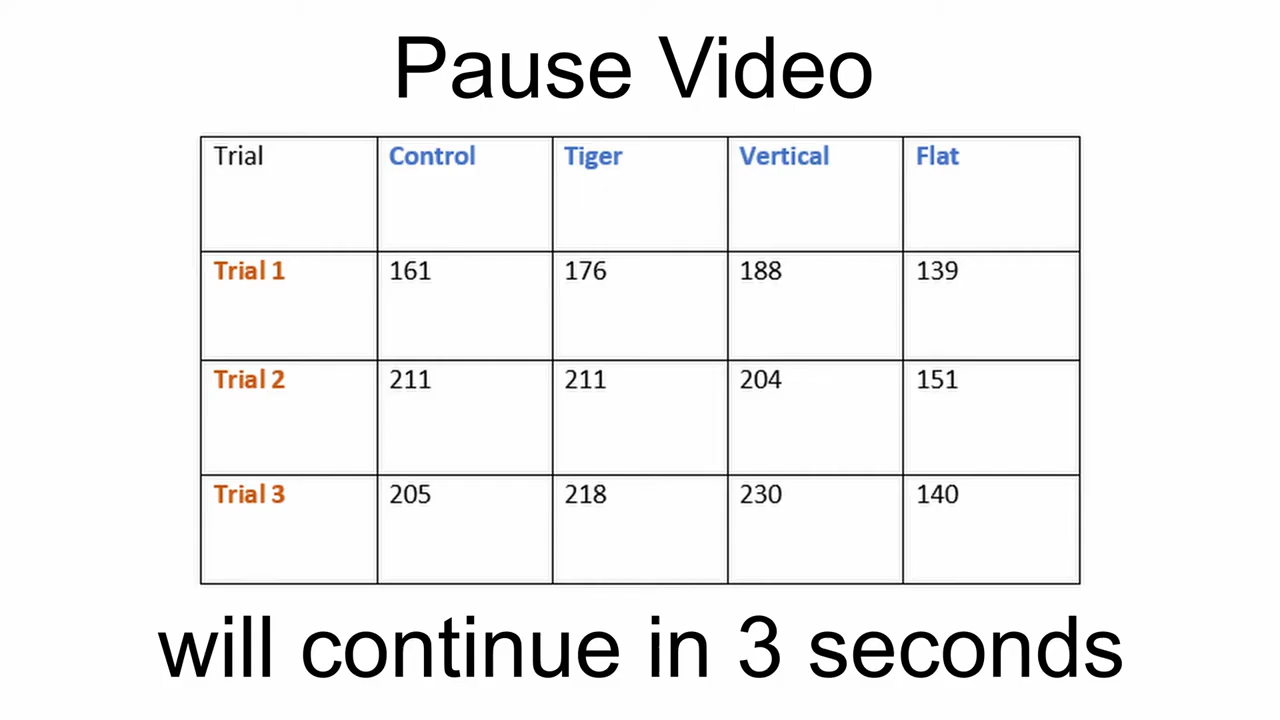 Pause Video
Trial Control Tiger Vertical Flat
Trial 1 161 176 188 139
Trial 2 211 211 204 151
Trial 3 205 218 230 140
will continue in 3 seconds